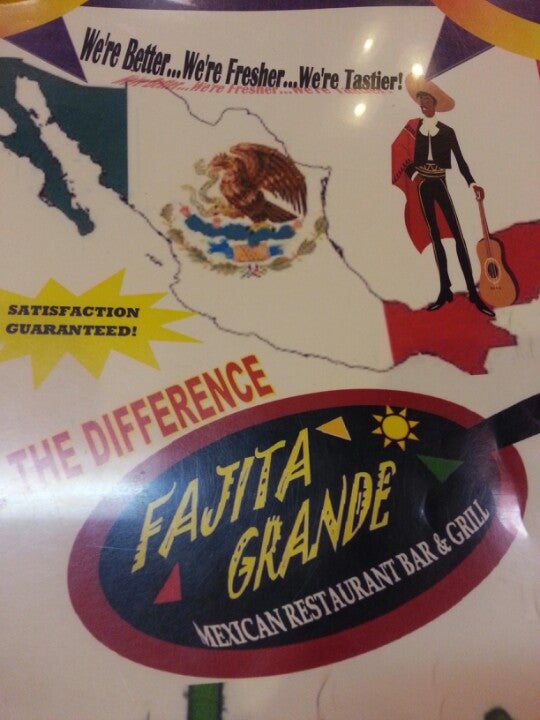 We're Better...We're Fresher...We're Tastier!
SATISFACTION
GUARANTEED!
THE DIFFERENCE
FAJITA
GRANDE
MEXICAN RESTAURANT BAR & GRILL